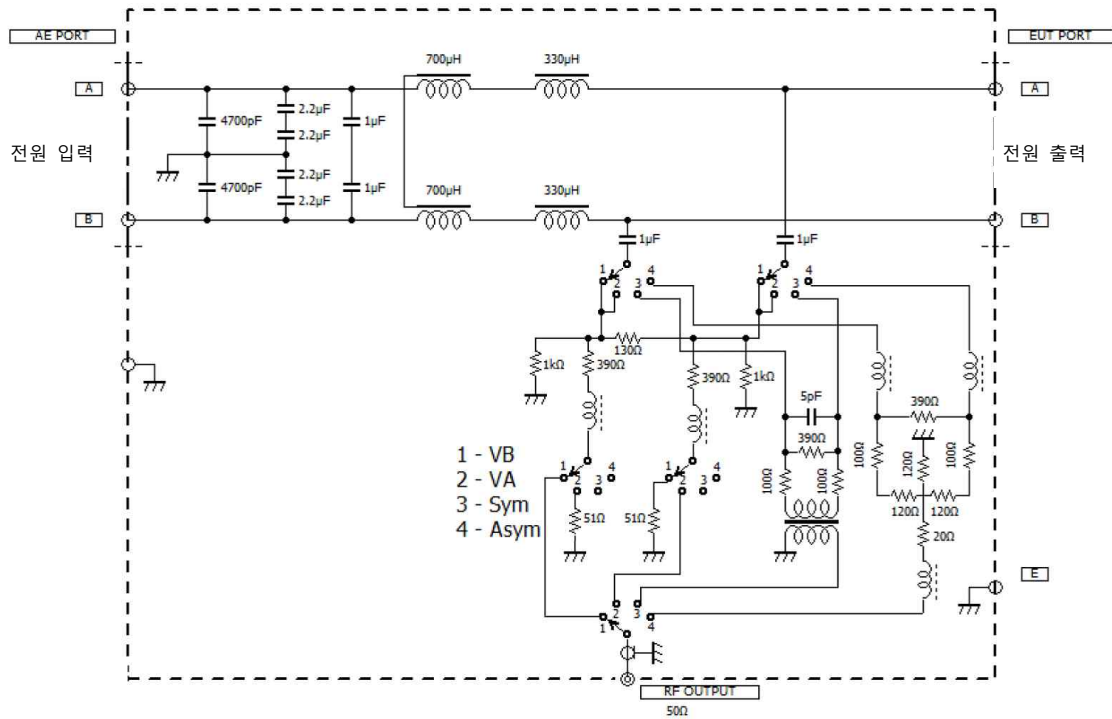 AE PORT
EUT PORT
700μH
330μH
A
A
4700pF
2.2μF
1μF
2.2μF
전원 입력
전원 출력
4700pF
2.2μF
1μF
2.2μF
700μH
330μH
B
B
1μF
1μF
1
2
3
4
1
2
3
4
130Ω
1kΩ
390Ω
390Ω
1kΩ
5pF
390Ω
390Ω
100Ω
100Ω
100Ω
120Ω
100Ω
120Ω
120Ω
20Ω
1 - VB
2 - VA
3 - Sym
4 - Asym
1
2
3
4
1
2
3
4
51Ω
51Ω
E
1
2
3
4
RF OUTPUT
50Ω